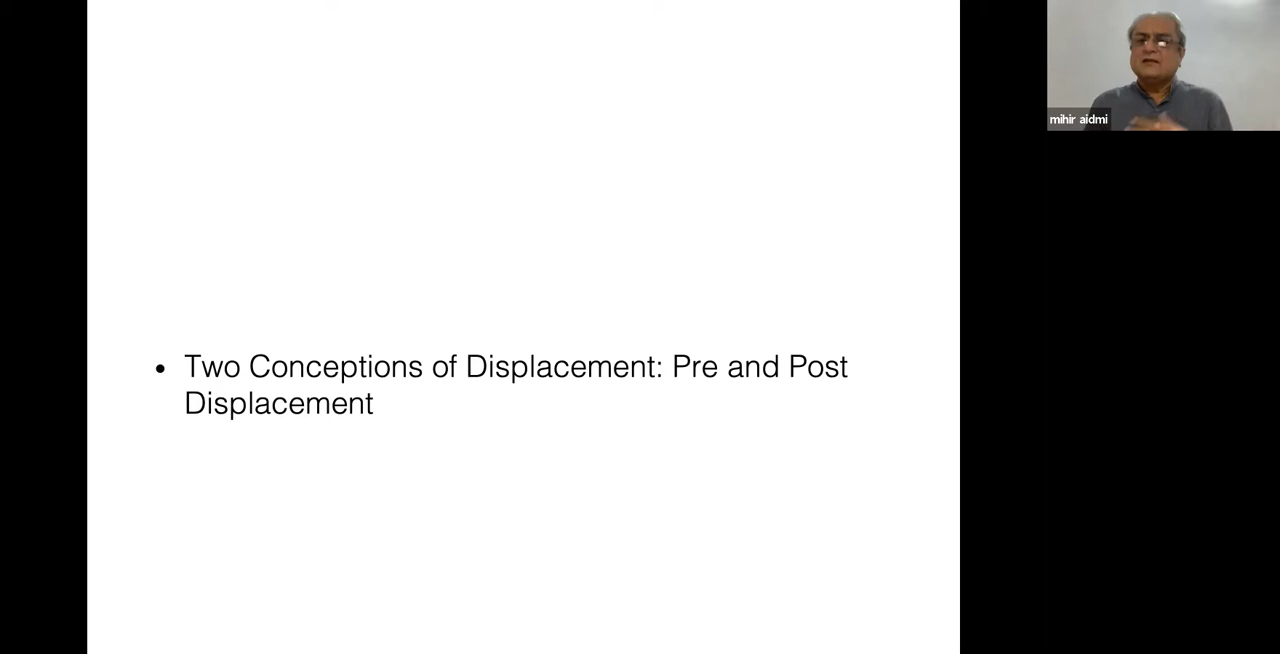 mihir aidmi
• Two Conceptions of Displacement: Pre and Post
Displacement